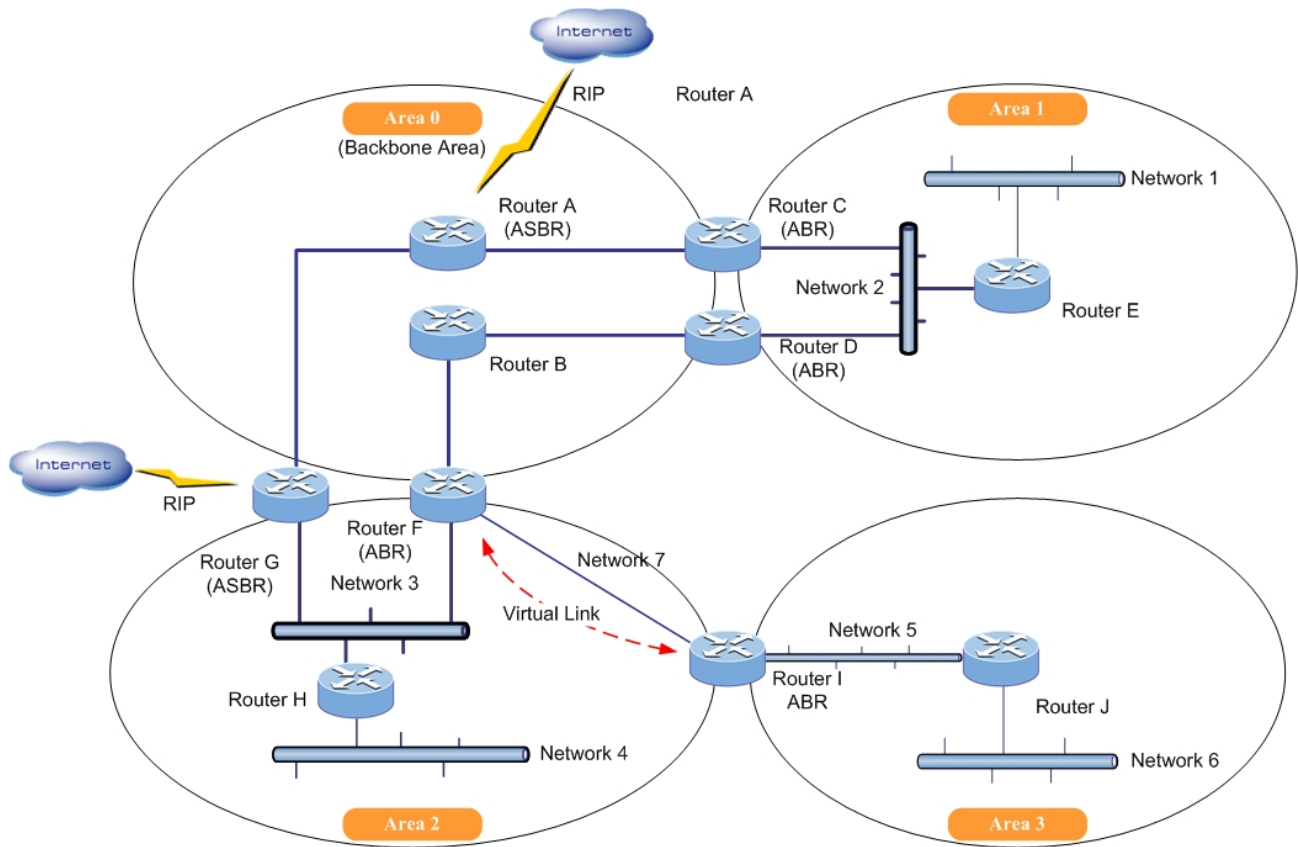 Internet
RIP
Router A
Area 0
(Backbone Area)
Area 1
Network 1
Router A
(ASBR)
Router C
(ABR)
Network 2
Router E
Router B
Router D
(ABR)
Internet
RIP
Router G
(ASBR)
Router F
(ABR)
Network 3
Network 7
Virtual Link
Network 5
Router I
ABR
Router H
Router J
Network 4
Network 6
Area 2
Area 3